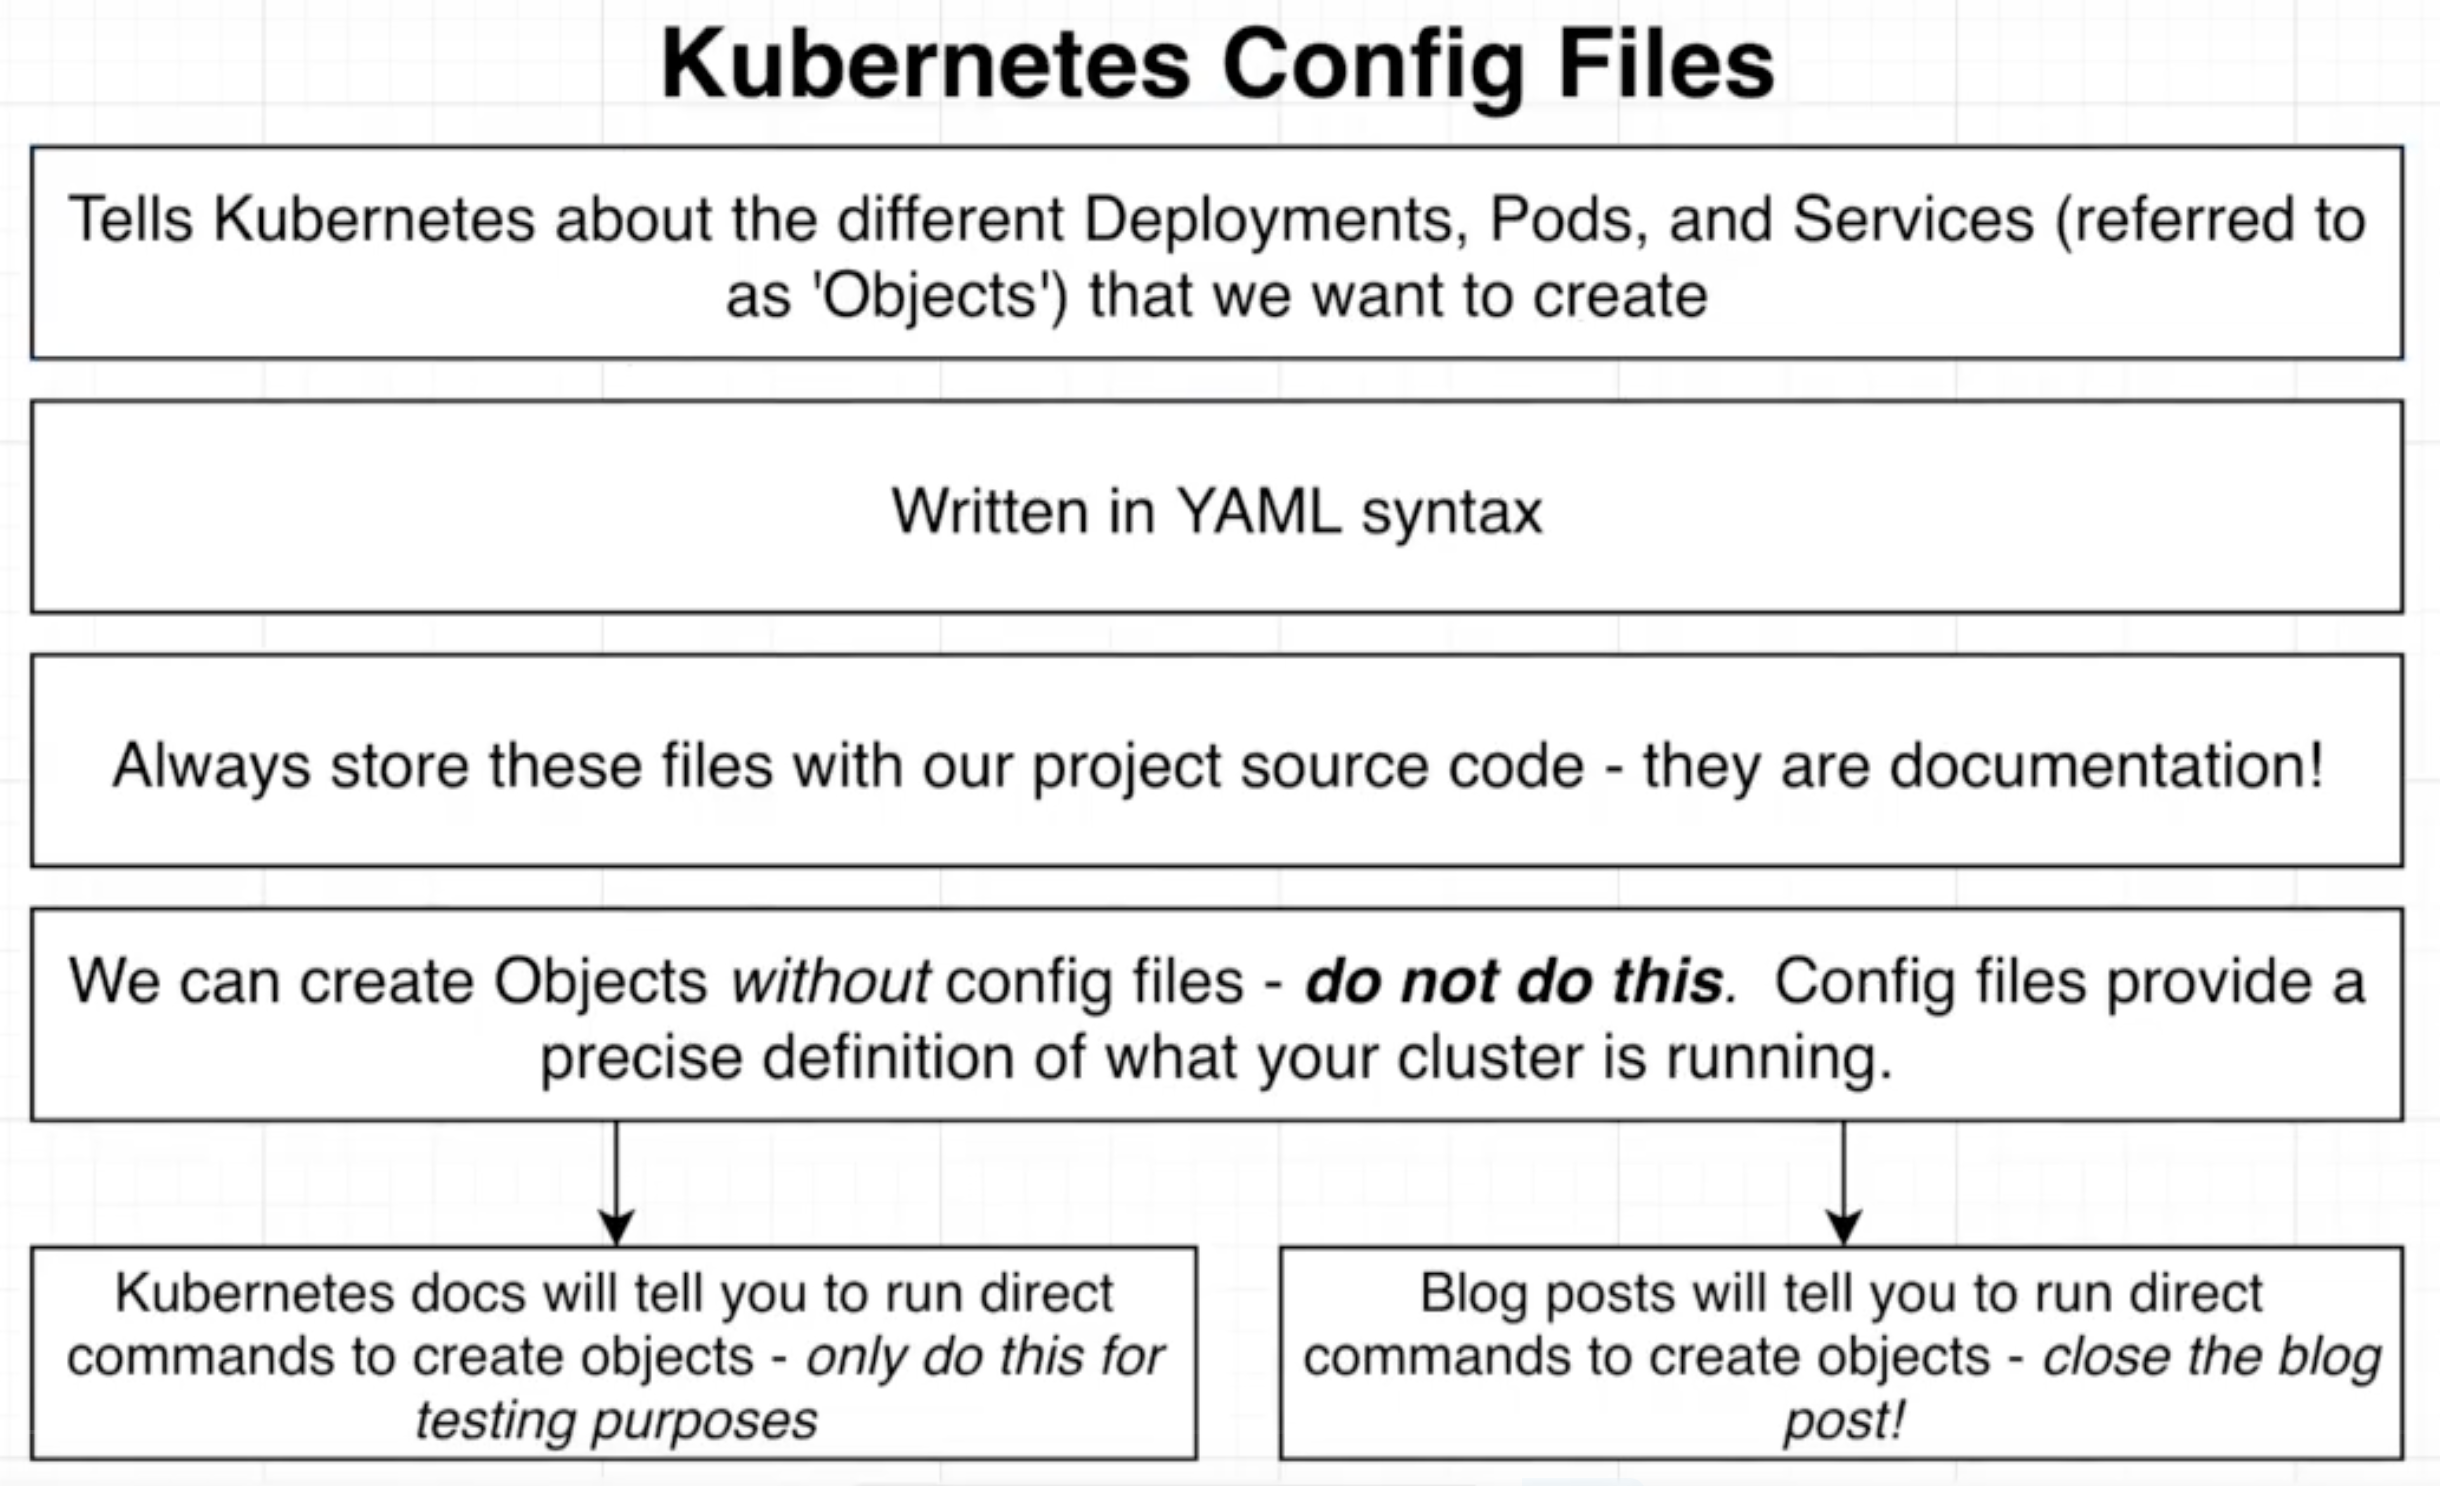 Kubernetes Config Files
Tells Kubernetes about the different Deployments, Pods, and Services (referred to
as 'Objects') that we want to create
Written in YAML syntax
Always store these files with our project source code - they are documentation!
We can create Objects without config files - do not do this.  Config files provide a
precise definition of what your cluster is running.
Kubernetes docs will tell you to run direct
commands to create objects - only do this for
testing purposes
Blog posts will tell you to run direct
commands to create objects - close the blog
post!